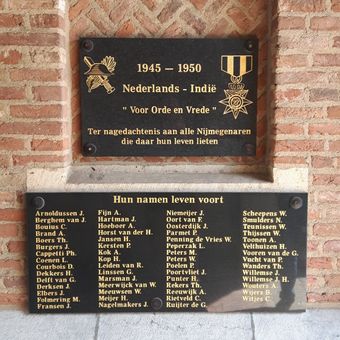 1945 — 1950
Nederlands - Indië
" Voor Orde en Vrede "
Ter nagedachtenis aan alle Nijmegenaren
die daar hun leven lieten
Hun namen leven voort
Arnoldussen J.
Berghem van J.
Bouius C.
Brand A.
Boers Th.
Burgers J.
Cappetti Ph.
Coenen L.
Courbois D.
Dekkers H.
Delft van G.
Derksen J.
Elbers J.
Folmering M.
Fransen J.
Fijn A.
Hartman J.
Hoeboer A.
Horst van der H.
Jansen H.
Kersten P.
Kok A.
Kop H.
Leiden van R.
Linssen G.
Marsman J.
Meerwijk van W.
Meeuwsen W.
Meijer H.
Nagelmakers J.
Niemeijer J.
Oort van F.
Oosterdijk J.
Parmet P.
Penning de Vries W.
Peperzak L.
Peters M.
Peters W.
Poelen A.
Poortvliet J.
Punter H.
Rekers Th.
Reeuwijk A.
Rietveld C.
Ruijter de G.
Scheepens W.
Smulders N.
Teunissen W.
Thijssen W.
Toonen A.
Velthuizen H.
Vooren van de G.
Vucht van P.
Wanders Th.
Willems J.
Willemse J.
Willemse J. H.
Wouters A.
Wijers B.
Witjes C.